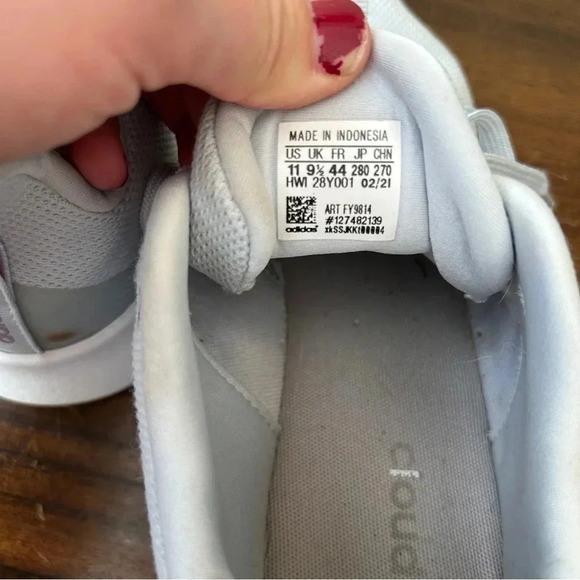 MADE IN INDONESIA
US UK FR JP CHN
11 9½ 44 280 270
HWI 28Y001 02/21
ART FY9814
#127482139
adidas
cloud